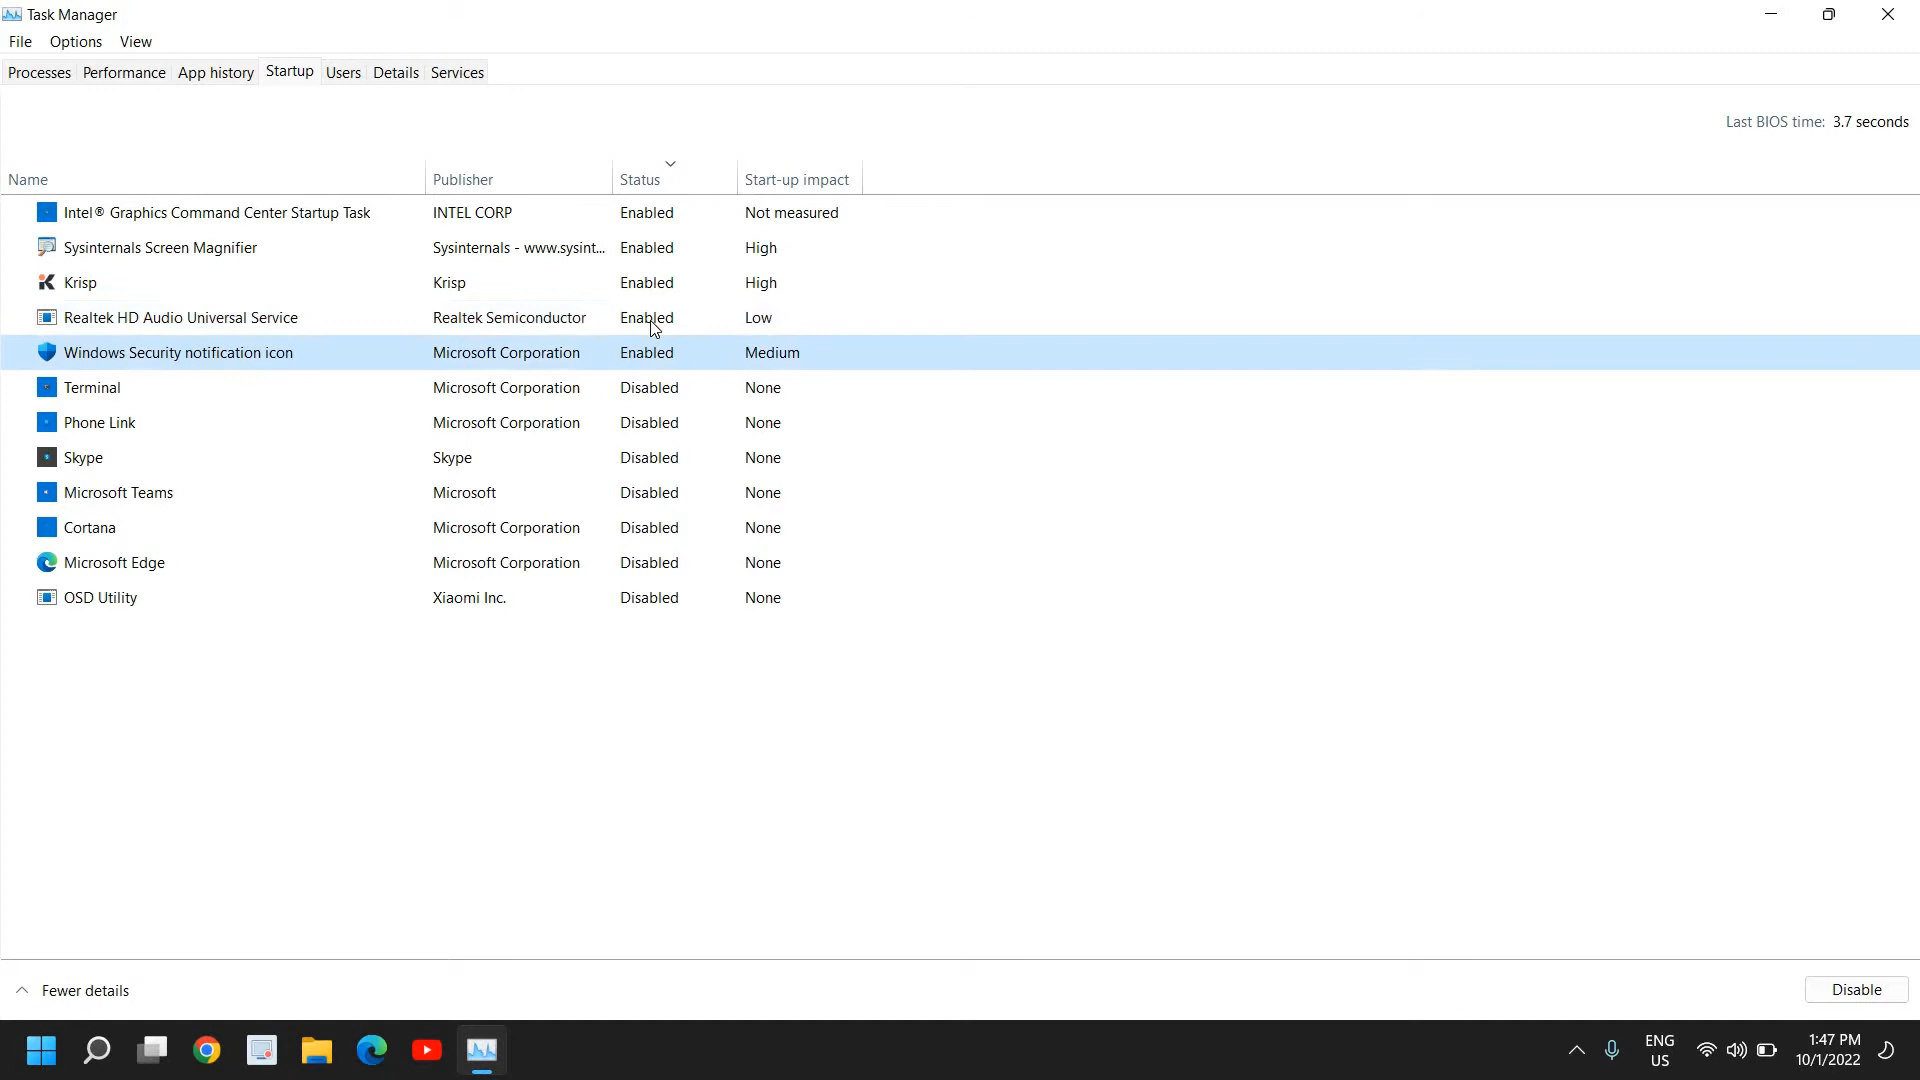 Task Manager
File Options View
Processes Performance App history Startup Users Details Services
Last BIOS time: 3.7 seconds
Name Publisher Status Start-up impact
Intel® Graphics Command Center Startup Task INTEL CORP Enabled Not measured
Sysinternals Screen Magnifier Sysinternals - www.sysint... Enabled High
Krisp Krisp Enabled High
Realtek HD Audio Universal Service Realtek Semiconductor Enabled Low
Windows Security notification icon Microsoft Corporation Enabled Medium
Terminal Microsoft Corporation Disabled None
Phone Link Microsoft Corporation Disabled None
Skype Skype Disabled None
Microsoft Teams Microsoft Disabled None
Cortana Microsoft Corporation Disabled None
Microsoft Edge Microsoft Corporation Disabled None
OSD Utility Xiaomi Inc. Disabled None
Fewer details Disable
ENG 1:47 PM
US 10/1/2022